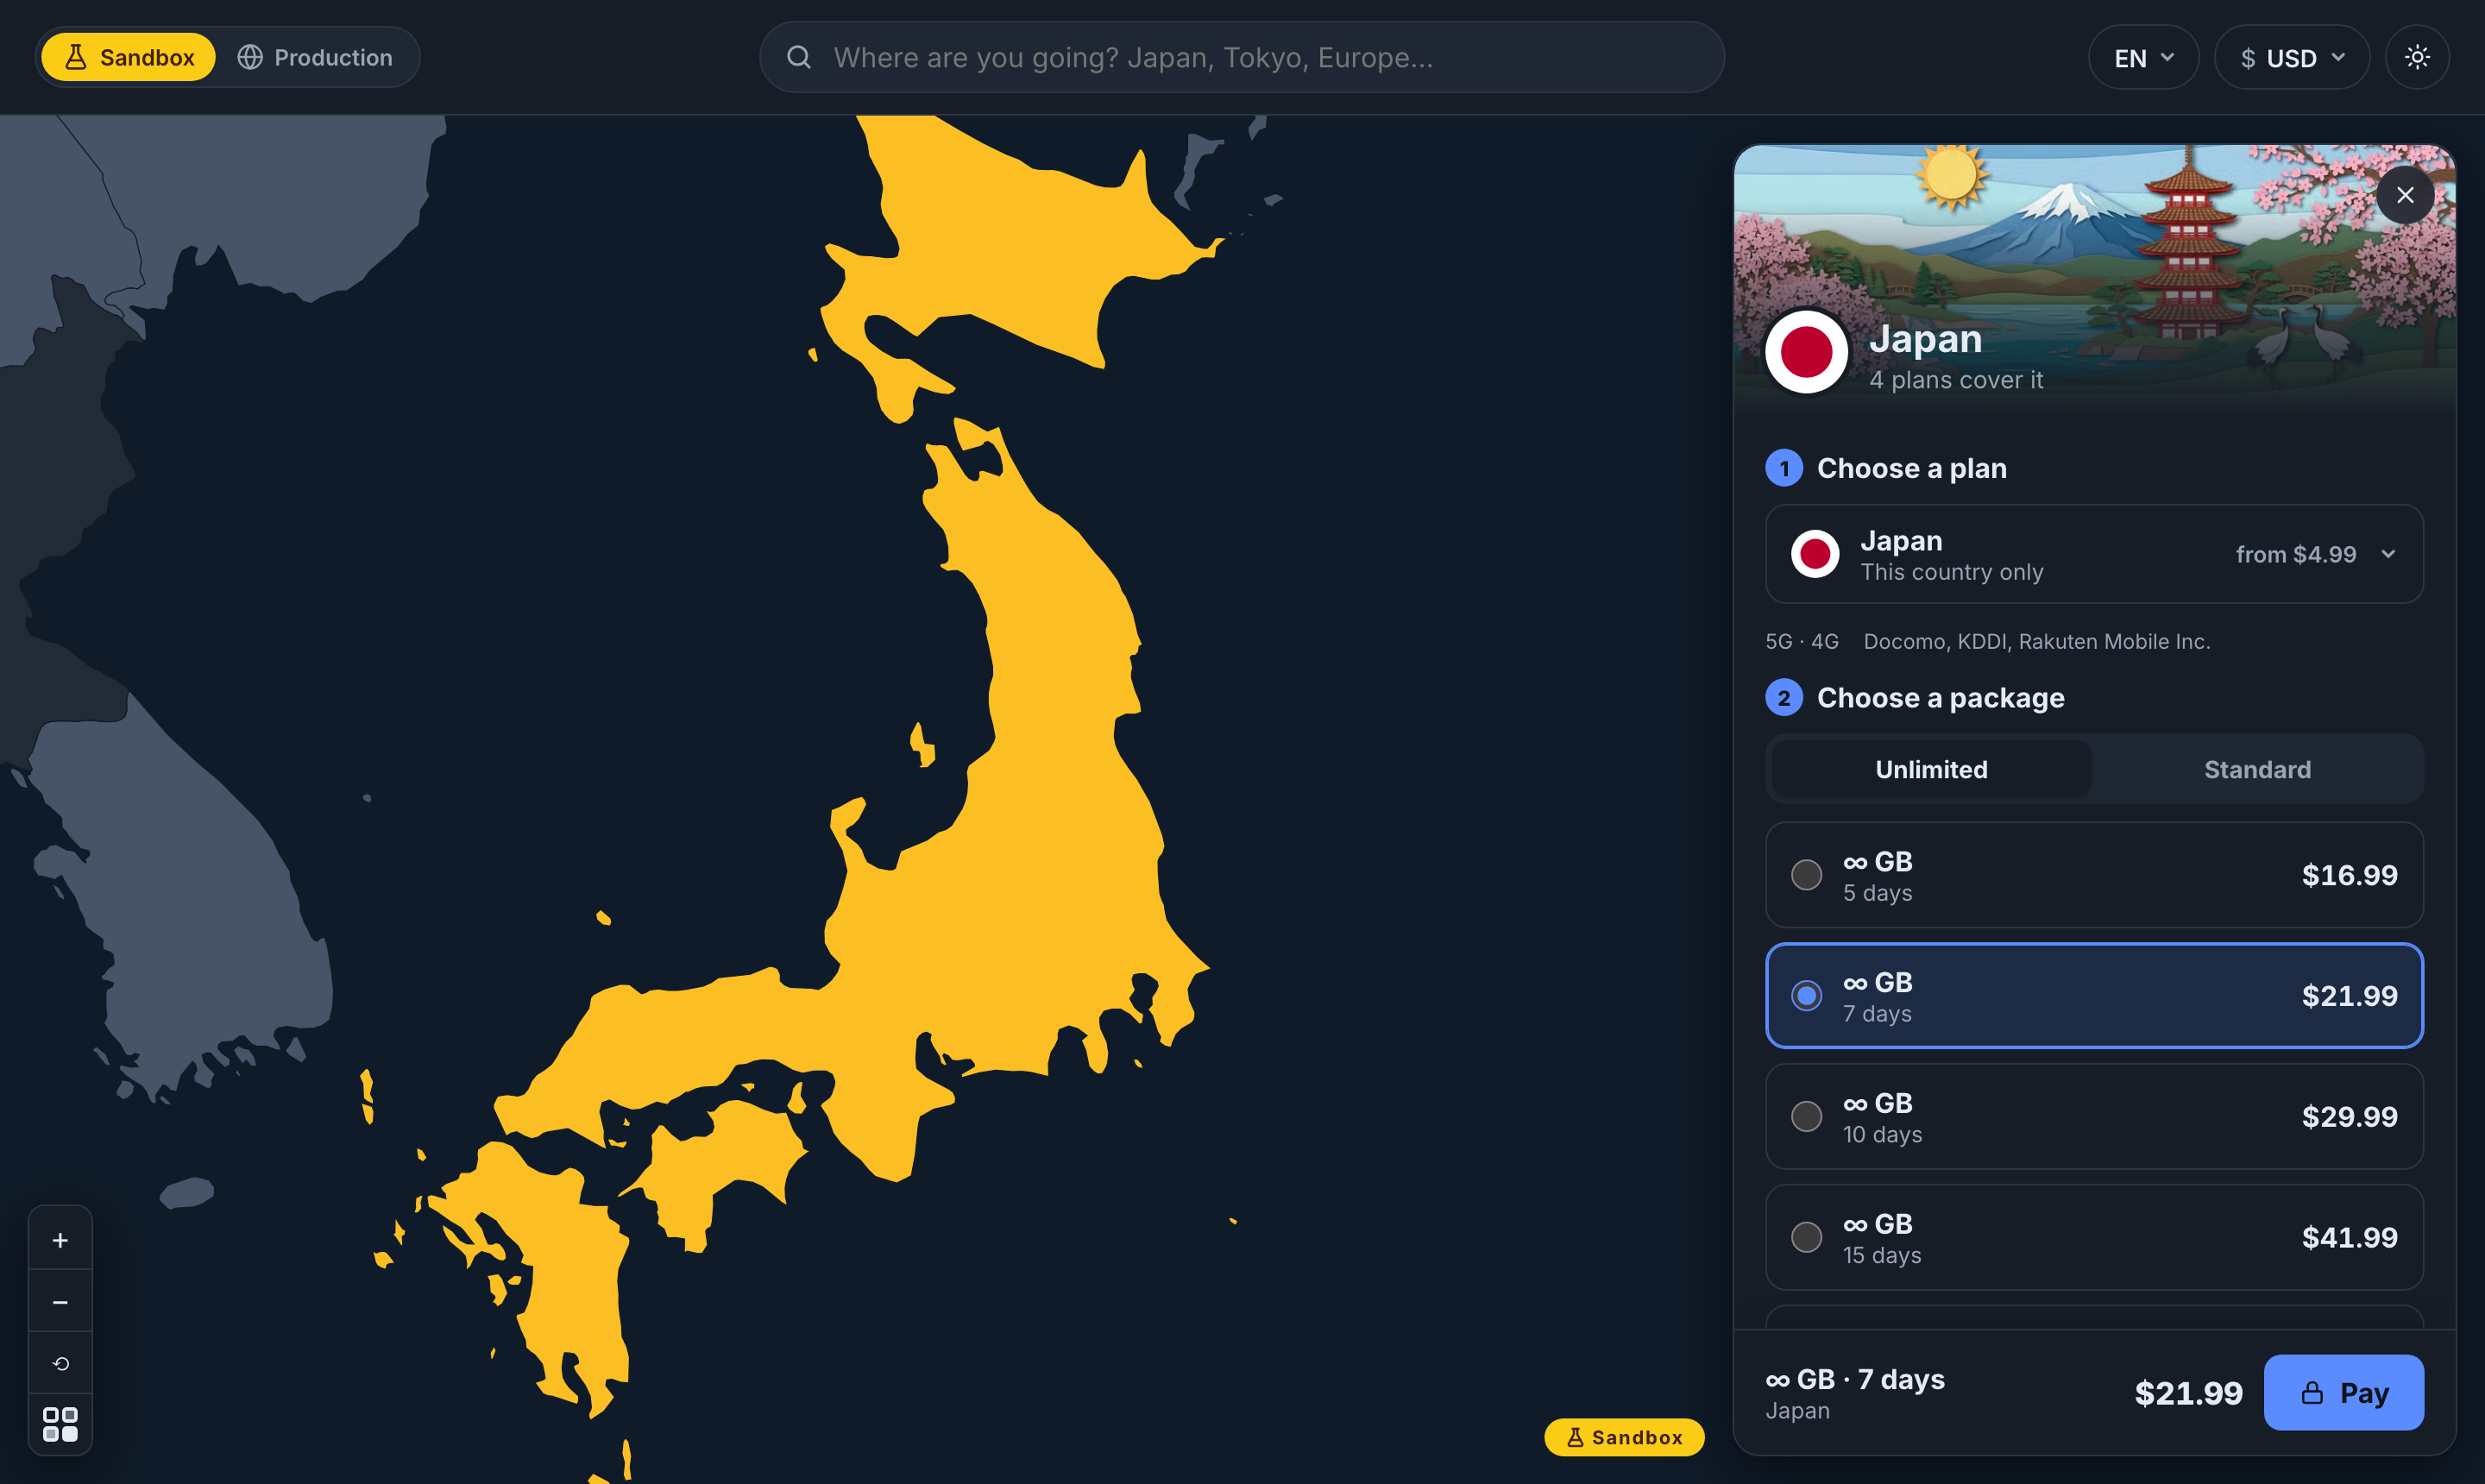 Sandbox
Production
Where are you going? Japan, Tokyo, Europe...
EN
$ USD
Japan
4 plans cover it
1 Choose a plan
Japan
This country only
from $4.99
5G · 4G Docomo, KDDI, Rakuten Mobile Inc.
2 Choose a package
Unlimited
Standard
∞ GB
5 days
$16.99
∞ GB
7 days
$21.99
∞ GB
10 days
$29.99
∞ GB
15 days
$41.99
∞ GB · 7 days
Japan
$21.99
Pay
Sandbox